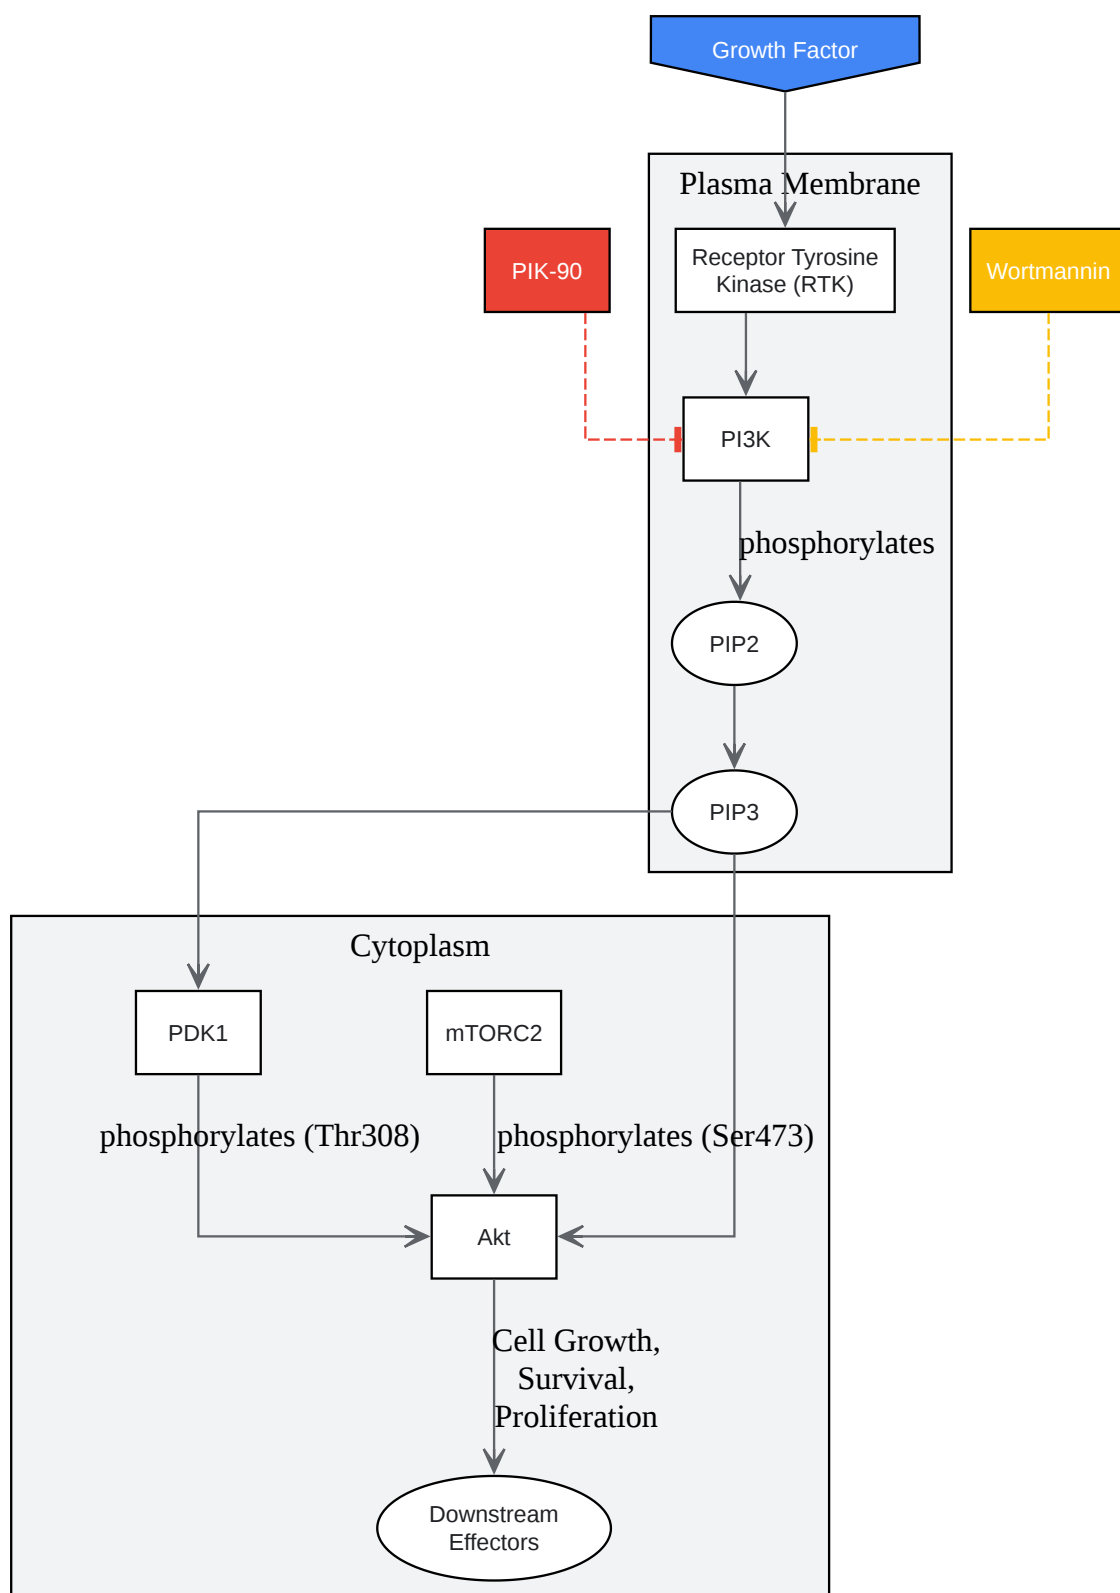 Growth Factor
Plasma Membrane
PIK-90
Receptor Tyrosine
Kinase (RTK)
Wortmannin
PI3K
phosphorylates
PIP2
PIP3
Cytoplasm
PDK1
mTORC2
phosphorylates (Thr308)
phosphorylates (Ser473)
Akt
Cell Growth,
Survival,
Proliferation
Downstream
Effectors